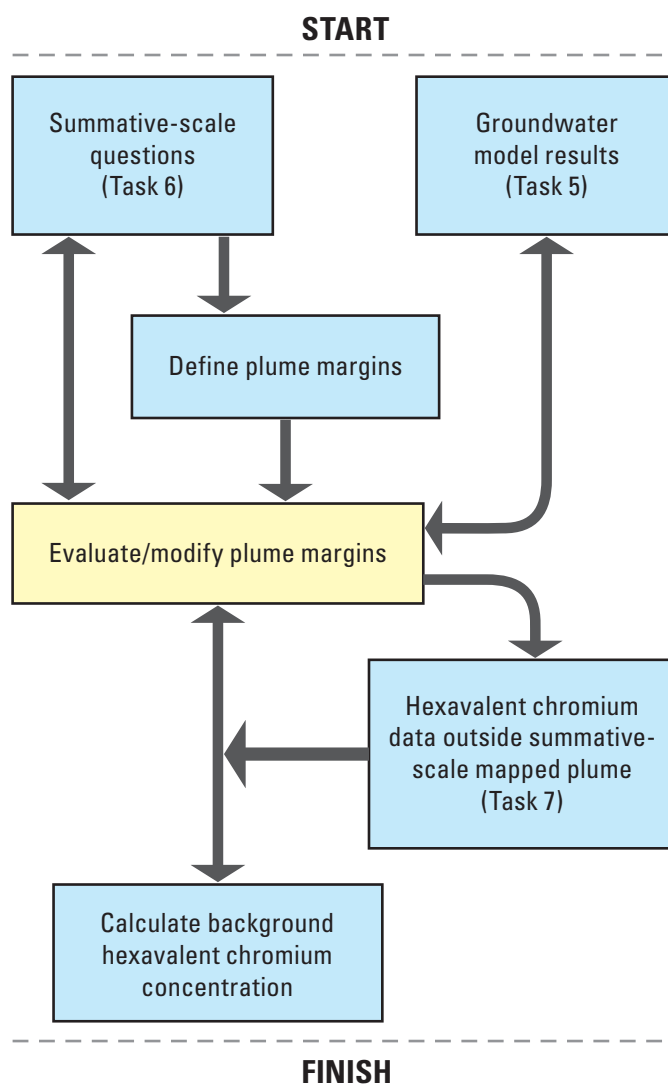 START
Summative-scale
questions
(Task 6)
Groundwater
model results
(Task 5)
Define plume margins
Evaluate/modify plume margins
Hexavalent chromium
data outside summative-
scale mapped plume
(Task 7)
Calculate background
hexavalent chromium
concentration
FINISH